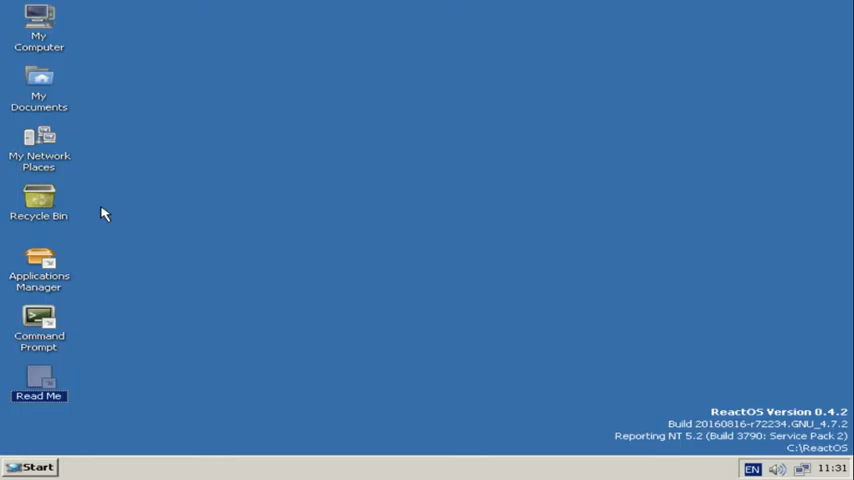 My
Computer
My
Documents
My Network
Places
Recycle Bin
Applications
Manager
Command
Prompt
Read Me
ReactOS Version 0.4.2
Build 20160816-r72234.GNU_4.7.2
Reporting NT 5.2 (Build 3790: Service Pack 2)
C:\ReactOS
Start
EN
11:31